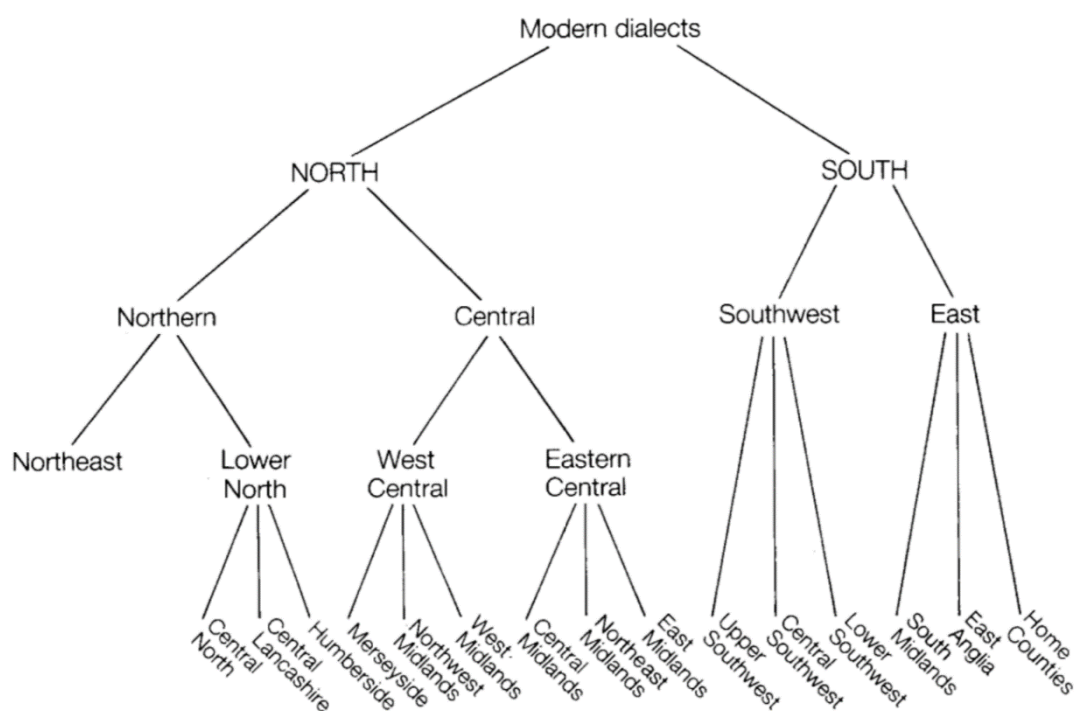 Modern dialects
NORTH
SOUTH
Northern
Central
Southwest
East
Northeast
Lower
North
West
Central
Eastern
Central
Central
North
Central
Lancashire
Humberside
Merseyside
Northwest
Midlands
West
Midlands
Central
Midlands
Northeast
Midlands
East
Midlands
Upper
Southwest
Central
Southwest
Lower
Southwest
South
Midlands
East
Anglia
Home
Counties